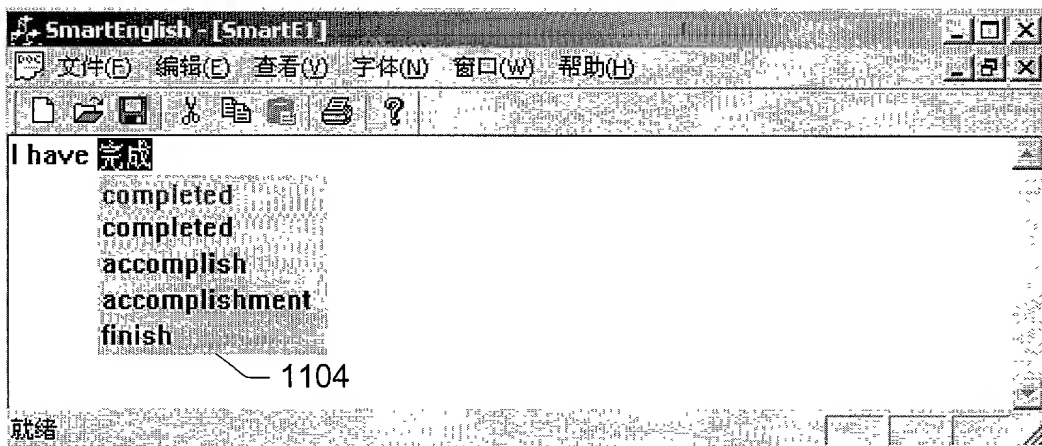 SmartEnglish - [SmartE1]
文件(F) 编辑(E) 查看(V) 字体(N) 窗口(W) 帮助(H)
I have 完成
completed
completed
accomplish
accomplishment
finish
1104
就绪